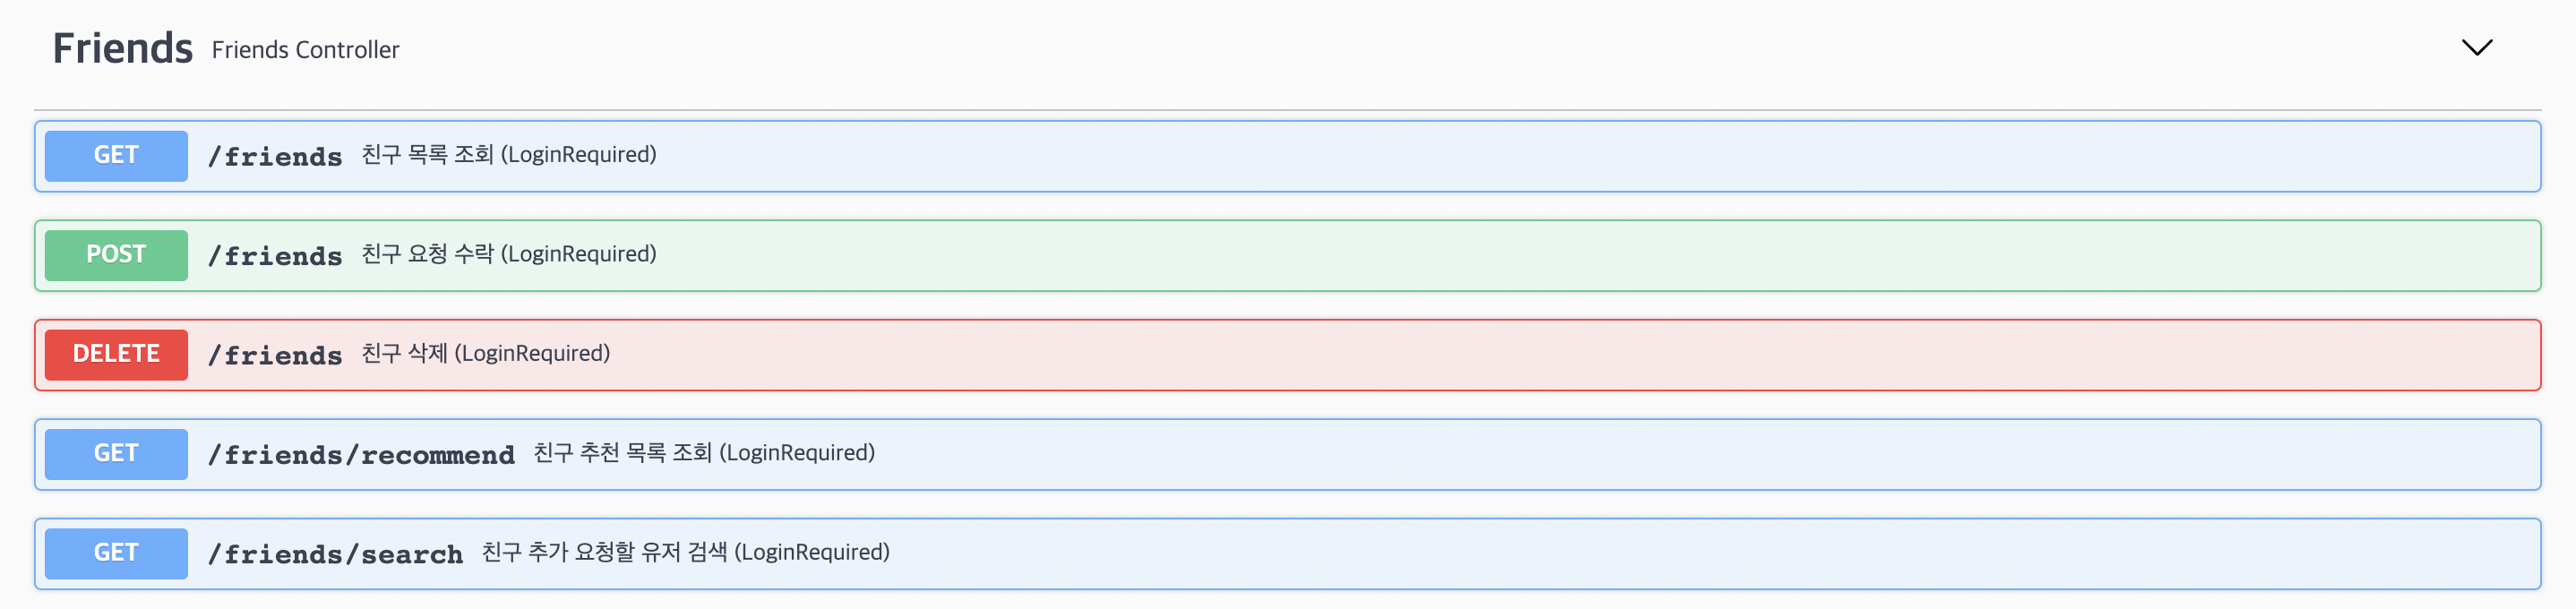 Friends Friends Controller
GET /friends 친구 목록 조회 (LoginRequired)
POST /friends 친구 요청 수락 (LoginRequired)
DELETE /friends 친구 삭제 (LoginRequired)
GET /friends/recommend 친구 추천 목록 조회 (LoginRequired)
GET /friends/search 친구 추가 요청할 유저 검색 (LoginRequired)